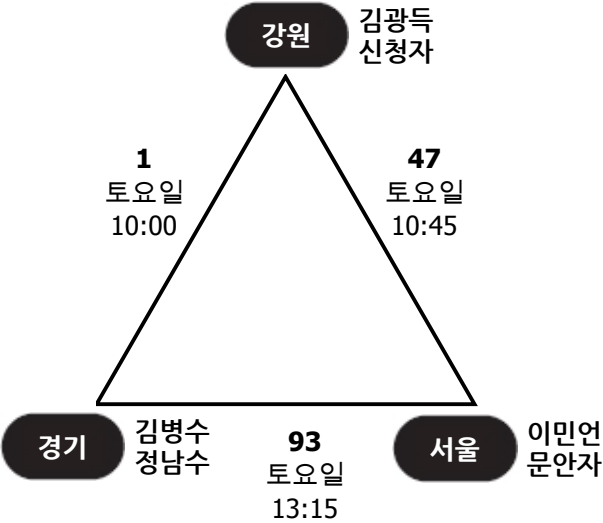 강원
김광득
신청자
1
토요일
10:00
47
토요일
10:45
경기
김병수
정남수
93
토요일
13:15
서울
이민언
문안자